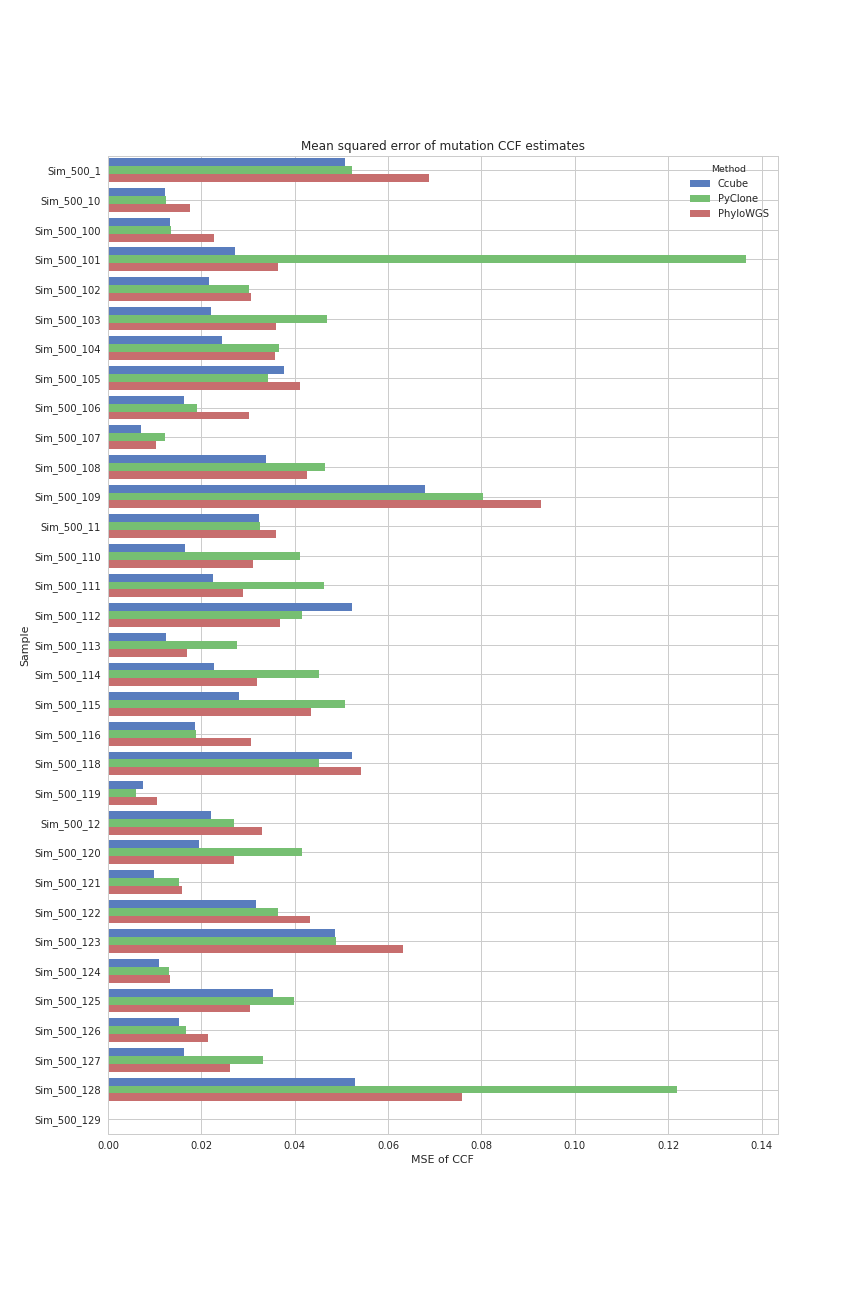 Mean squared error of mutation CCF estimates
Method
Ccube
PyClone
PhyloWGS
Sample
Sim_500_1
Sim_500_10
Sim_500_100
Sim_500_101
Sim_500_102
Sim_500_103
Sim_500_104
Sim_500_105
Sim_500_106
Sim_500_107
Sim_500_108
Sim_500_109
Sim_500_11
Sim_500_110
Sim_500_111
Sim_500_112
Sim_500_113
Sim_500_114
Sim_500_115
Sim_500_116
Sim_500_118
Sim_500_119
Sim_500_12
Sim_500_120
Sim_500_121
Sim_500_122
Sim_500_123
Sim_500_124
Sim_500_125
Sim_500_126
Sim_500_127
Sim_500_128
Sim_500_129
0.00 0.02 0.04 0.06 0.08 0.10 0.12 0.14
MSE of CCF